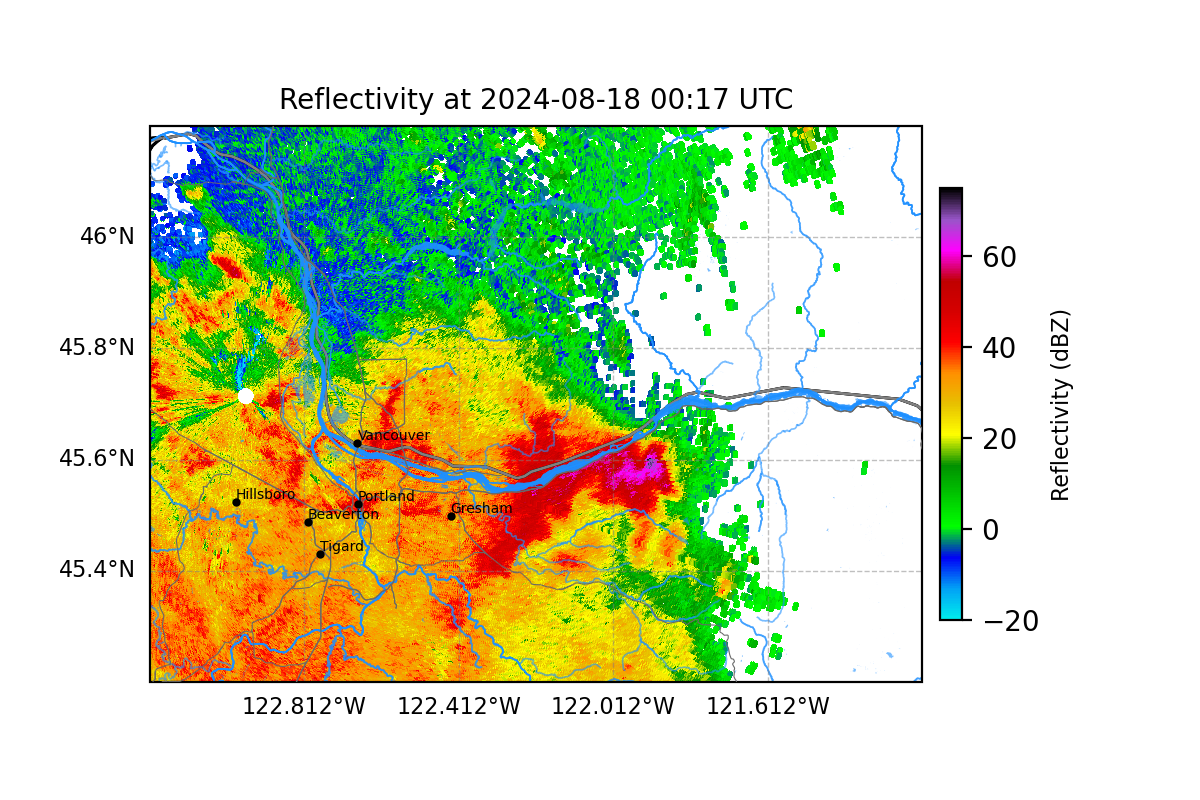 Reflectivity at 2024-08-18 00:17 UTC
46°N
45.8°N
45.6°N
45.4°N
122.812°W
122.412°W
122.012°W
121.612°W
Vancouver
Hillsboro
Portland
Beaverton
Gresham
Tigard
60
40
20
0
−20
Reflectivity (dBZ)